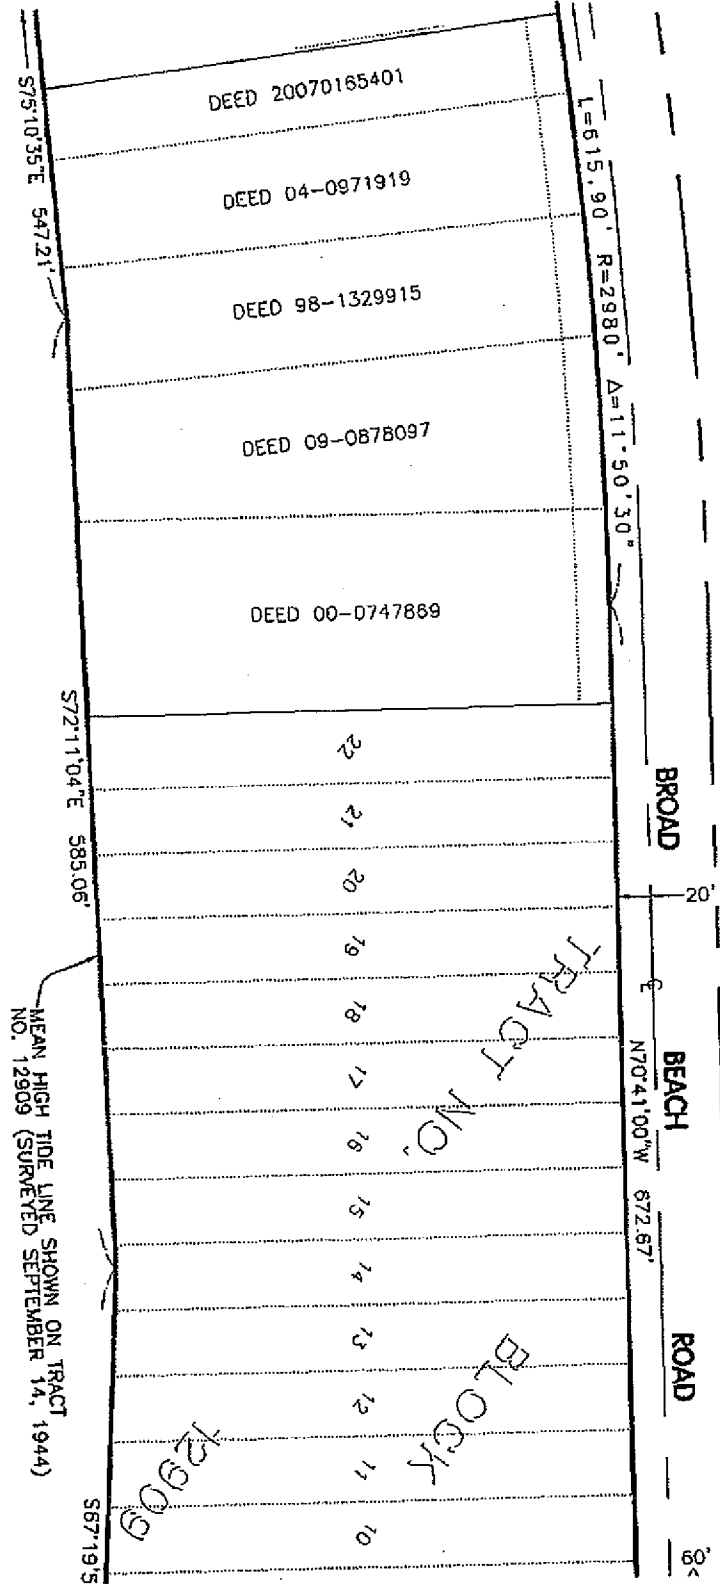 DEED 20070165401
DEED 04-0971919
DEED 98-1329915
DEED 09-0878097
DEED 00-0747869
S75°10'35"E 547.21'
L=615.90' R=2980' Δ=11°50'30"
22
21
20
19
18
17
16
15
14
13
12
11
10
S72°11'04"E 585.06'
BROAD
BEACH
ROAD
20'
℄
N70°41'00"W 672.67'
TRACT NO.
12909
BLOCK
MEAN HIGH TIDE LINE SHOWN ON TRACT
NO. 12909 (SURVEYED SEPTEMBER 14, 1944)
S67°19'5
60'